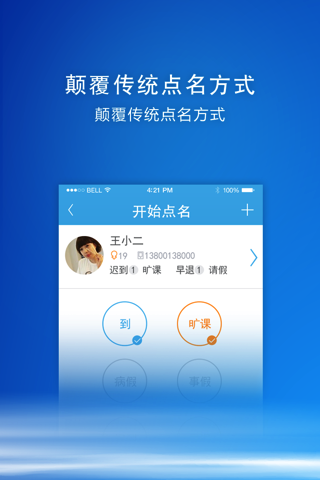 颠覆传统点名方式
颠覆传统点名方式
BELL 4:21 PM 100%
开始点名
王小二
19 13800138000
迟到 1 旷课 早退 1 请假
到 旷课
病假 事假